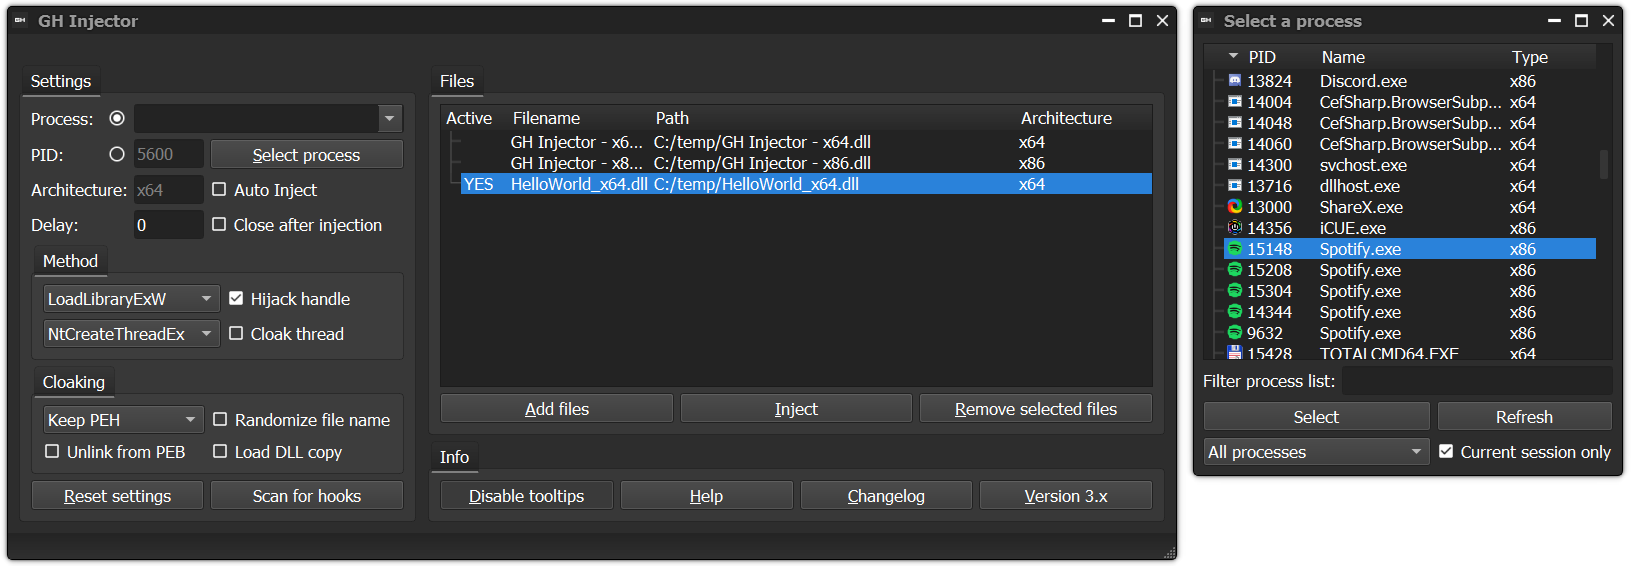 GH Injector
Settings
Process:
PID: 5600 Select process
Architecture: x64 Auto Inject
Delay: 0 Close after injection
Method
LoadLibraryExW Hijack handle
NtCreateThreadEx Cloak thread
Cloaking
Keep PEH Randomize file name
Unlink from PEB Load DLL copy
Reset settings Scan for hooks
Files
Active Filename Path Architecture
GH Injector - x6... C:/temp/GH Injector - x64.dll x64
GH Injector - x8... C:/temp/GH Injector - x86.dll x86
YES HelloWorld_x64.dll C:/temp/HelloWorld_x64.dll x64
Add files Inject Remove selected files
Info
Disable tooltips Help Changelog Version 3.x
Select a process
PID Name Type
13824 Discord.exe x86
14004 CefSharp.BrowserSubp... x64
14048 CefSharp.BrowserSubp... x64
14060 CefSharp.BrowserSubp... x64
14300 svchost.exe x64
13716 dllhost.exe x64
13000 ShareX.exe x64
14356 iCUE.exe x86
15148 Spotify.exe x86
15208 Spotify.exe x86
15304 Spotify.exe x86
14344 Spotify.exe x86
9632 Spotify.exe x86
15428 TOTALCMD64.EXE x64
Filter process list:
Select Refresh
All processes Current session only